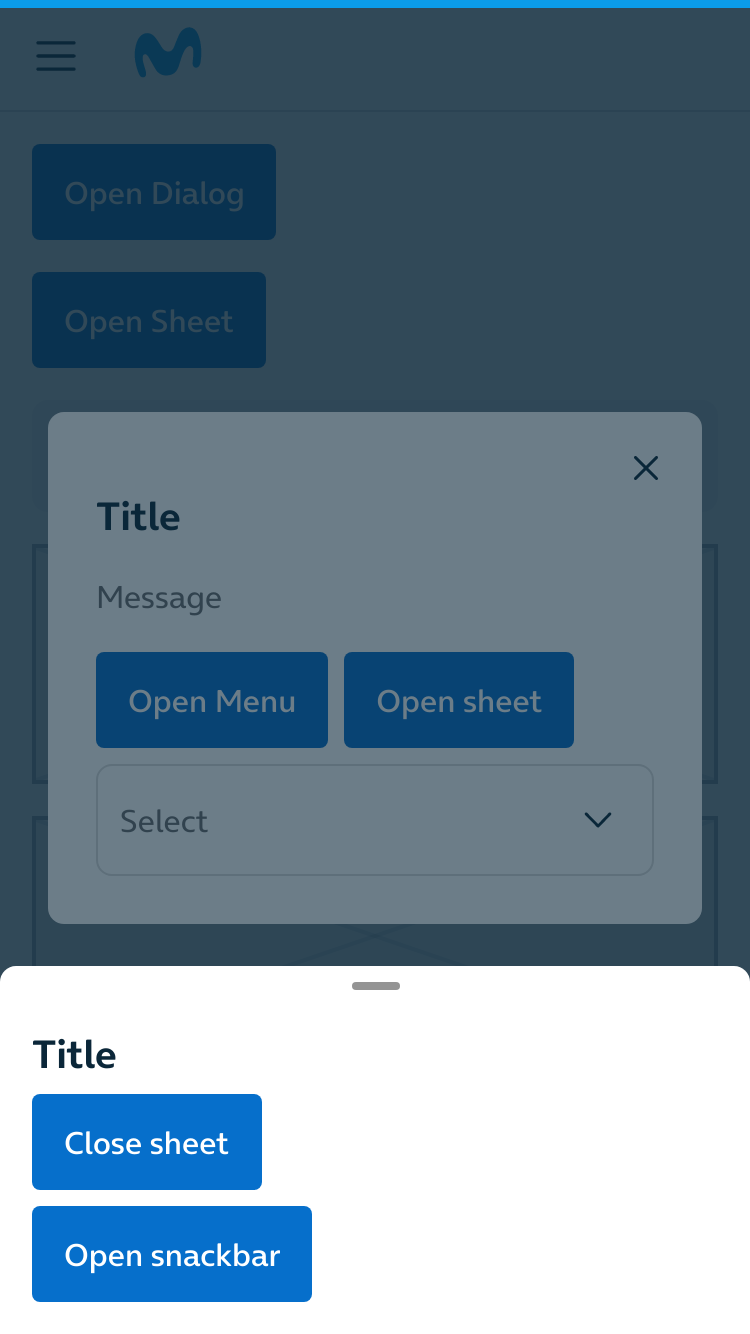 Open Dialog
Open Sheet
Title
Message
Open Menu Open sheet
Select
Title
Close sheet
Open snackbar